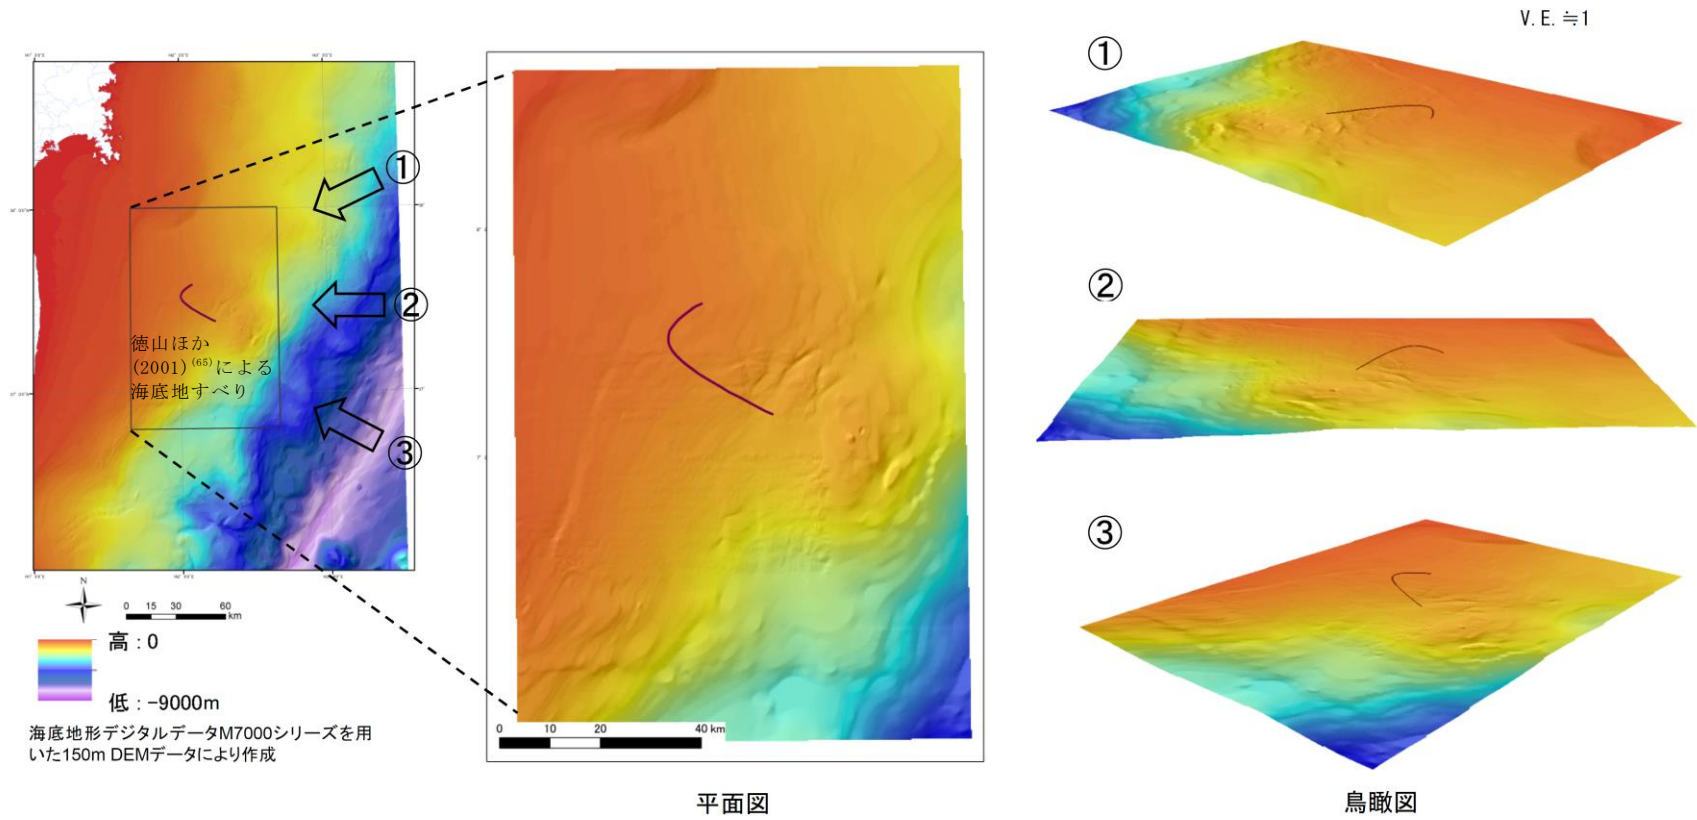 V.E.≒1
①
②
③
徳山ほか
(2001)⁽⁶⁵⁾による
海底地すべり
N
0 15 30 60
km
高:0
低:-9000m
海底地形デジタルデータM7000シリーズを用
いた150m DEMデータにより作成
0 10 20 40 km
平面図
①
②
③
鳥瞰図